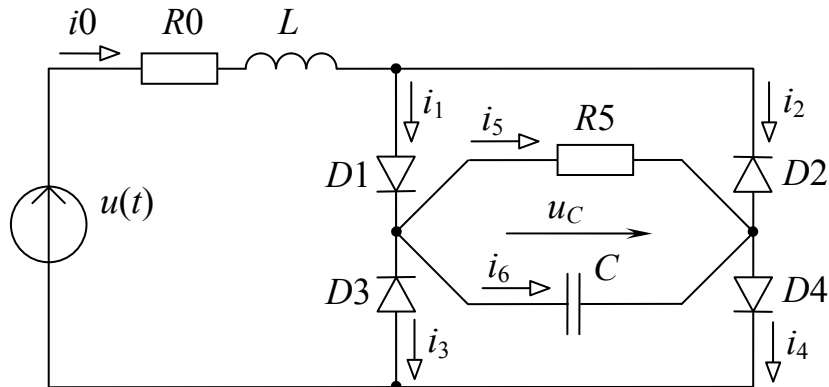 i0 R0 L
i1 i2
i5 R5
D1 D2
u(t) uC
i6 C
D3 D4
i3 i4